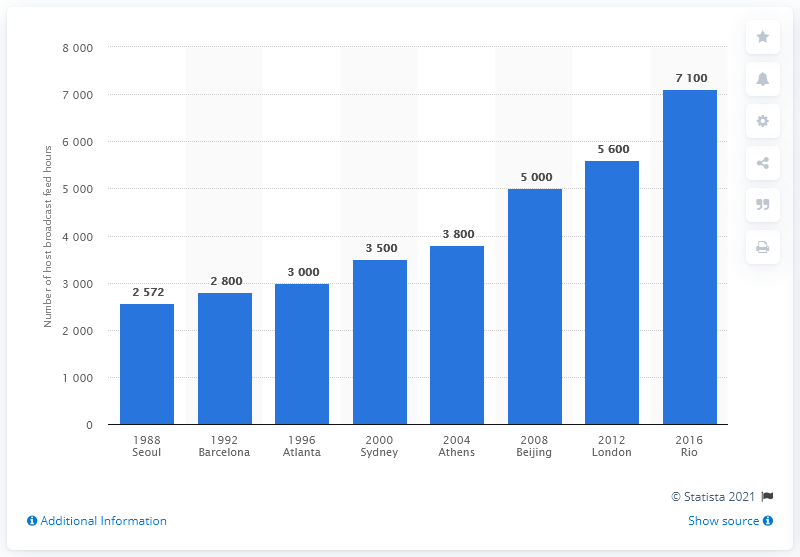 Number of host broadcast feed hours
8 000
7 000
6 000
5 000
4 000
3 000
2 000
1 000
0
2 572
2 800
3 000
3 500
3 800
5 000
5 600
7 100
1988 Seoul
1992 Barcelona
1996 Atlanta
2000 Sydney
2004 Athens
2008 Beijing
2012 London
2016 Rio
© Statista 2021
Additional Information
Show source